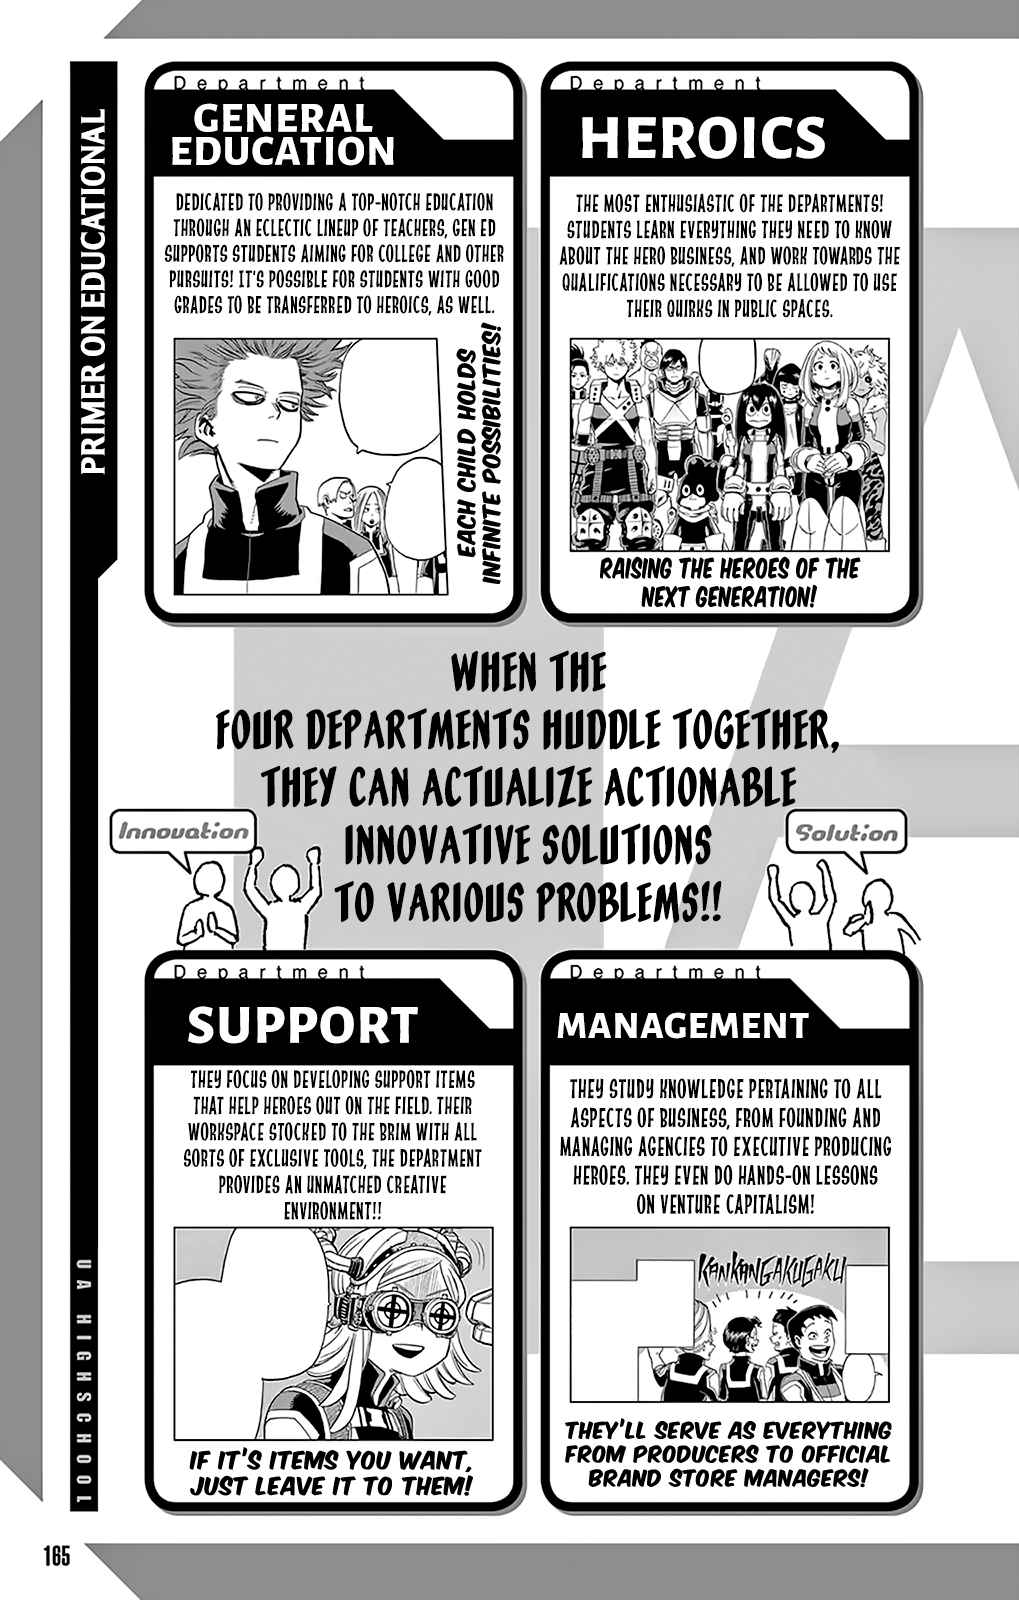 PRIMER ON EDUCATIONAL
Department
GENERAL
EDUCATION
DEDICATED TO PROVIDING A TOP-NOTCH EDUCATION
THROUGH AN ECLECTIC LINEUP OF TEACHERS, GEN ED
SUPPORTS STUDENTS AIMING FOR COLLEGE AND OTHER
PURSUITS! IT'S POSSIBLE FOR STUDENTS WITH GOOD
GRADES TO BE TRANSFERRED TO HEROICS, AS WELL.
EACH CHILD HOLDS
INFINITE POSSIBILITIES!
Department
HEROICS
THE MOST ENTHUSIASTIC OF THE DEPARTMENTS!
STUDENTS LEARN EVERYTHING THEY NEED TO KNOW
ABOUT THE HERO BUSINESS, AND WORK TOWARDS THE
QUALIFICATIONS NECESSARY TO BE ALLOWED TO USE
THEIR QUIRKS IN PUBLIC SPACES.
RAISING THE HEROES OF THE
NEXT GENERATION!
WHEN THE
FOUR DEPARTMENTS HUDDLE TOGETHER,
THEY CAN ACTUALIZE ACTIONABLE
INNOVATIVE SOLUTIONS
TO VARIOUS PROBLEMS!!
Innovation
Solution
Department
SUPPORT
THEY FOCUS ON DEVELOPING SUPPORT ITEMS
THAT HELP HEROES OUT ON THE FIELD. THEIR
WORKSPACE STOCKED TO THE BRIM WITH ALL
SORTS OF EXCLUSIVE TOOLS, THE DEPARTMENT
PROVIDES AN UNMATCHED CREATIVE
ENVIRONMENT!!
IF IT'S ITEMS YOU WANT,
JUST LEAVE IT TO THEM!
Department
MANAGEMENT
THEY STUDY KNOWLEDGE PERTAINING TO ALL
ASPECTS OF BUSINESS, FROM FOUNDING AND
MANAGING AGENCIES TO EXECUTIVE PRODUCING
HEROES. THEY EVEN DO HANDS-ON LESSONS
ON VENTURE CAPITALISM!
KANKANGAKUGAKU
THEY'LL SERVE AS EVERYTHING
FROM PRODUCERS TO OFFICIAL
BRAND STORE MANAGERS!
UA HIGHSCHOOL
165